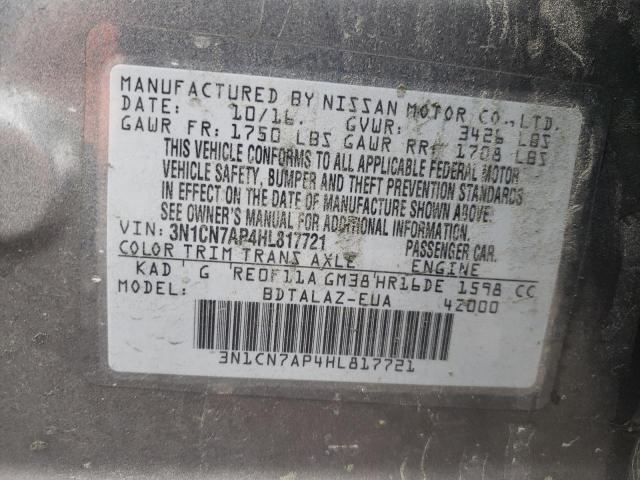 MANUFACTURED BY NISSAN MOTOR CO., LTD.
DATE: 10/16. GVWR: 3426 LBS
GAWR FR: 1750 LBS GAWR RR: 1708 LBS
THIS VEHICLE CONFORMS TO ALL APPLICABLE FEDERAL MOTOR
VEHICLE SAFETY, BUMPER AND THEFT PREVENTION STANDARDS
IN EFFECT ON THE DATE OF MANUFACTURE SHOWN ABOVE.
SEE OWNER'S MANUAL FOR ADDITIONAL INFORMATION.
VIN: 3N1CN7AP4HL817721 PASSENGER CAR.
COLOR TRIM TRANS AXLE ENGINE
KAD G RE0F11A GM38 HR16DE 1598 CC
MODEL: BDTALAZ-EUA 42000
3N1CN7AP4HL817721